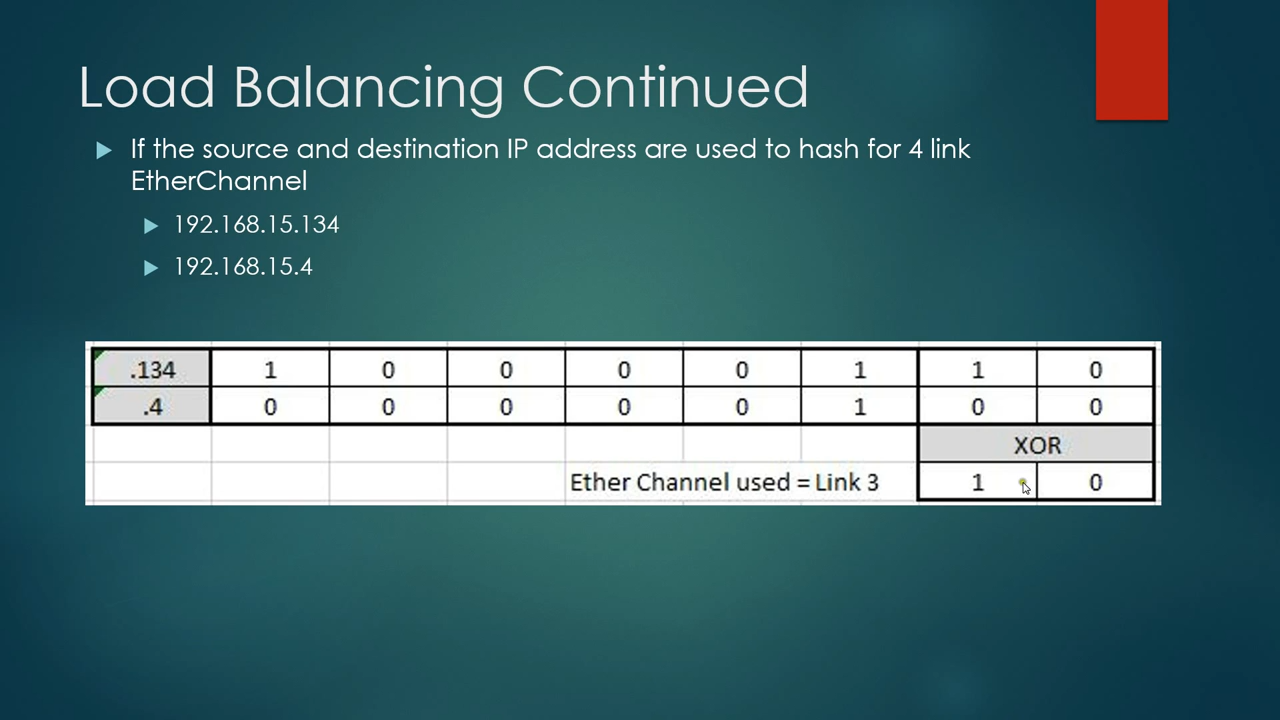 Load Balancing Continued
If the source and destination IP address are used to hash for 4 link
EtherChannel
192.168.15.134
192.168.15.4
.134 1 0 0 0 0 1 1 0
.4 0 0 0 0 0 1 0 0
XOR
Ether Channel used = Link 3 1 0